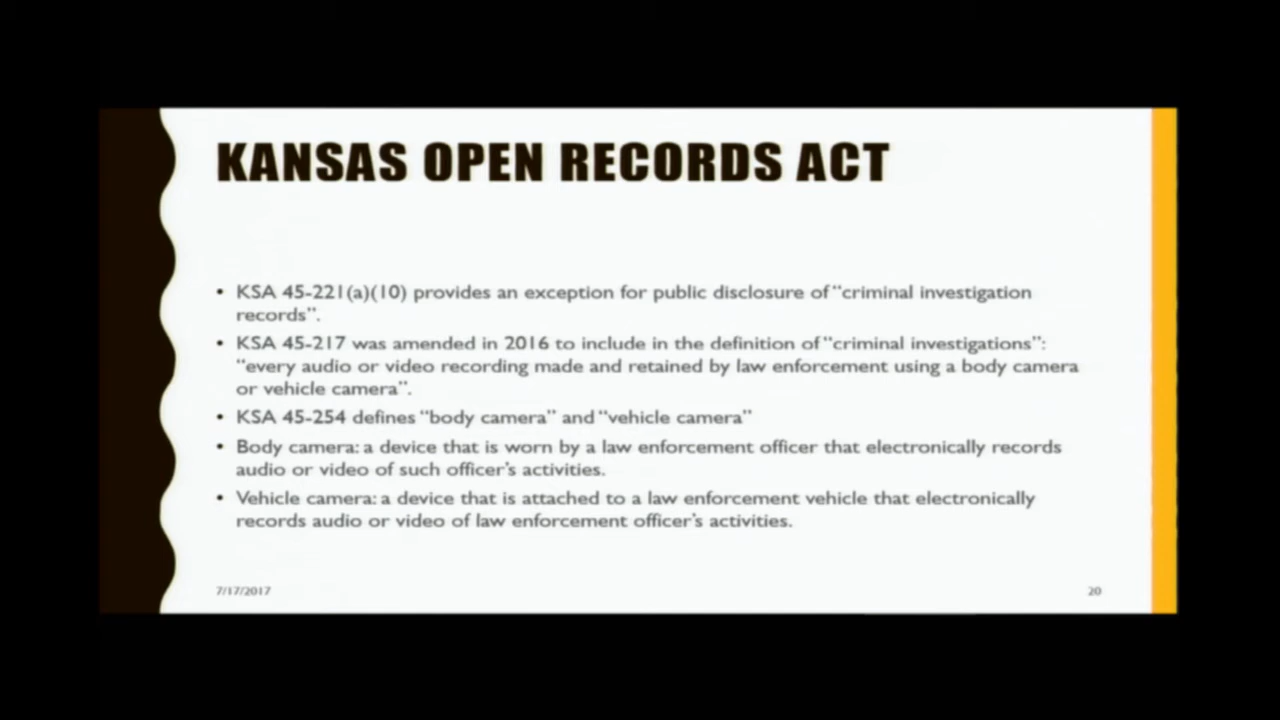 KANSAS OPEN RECORDS ACT
• KSA 45-221(a)(10) provides an exception for public disclosure of “criminal investigation
records”.
• KSA 45-217 was amended in 2016 to include in the definition of “criminal investigations”:
“every audio or video recording made and retained by law enforcement using a body camera
or vehicle camera”.
• KSA 45-254 defines “body camera” and “vehicle camera”
• Body camera: a device that is worn by a law enforcement officer that electronically records
audio or video of such officer’s activities.
• Vehicle camera: a device that is attached to a law enforcement vehicle that electronically
records audio or video of law enforcement officer’s activities.
7/17/2017
20